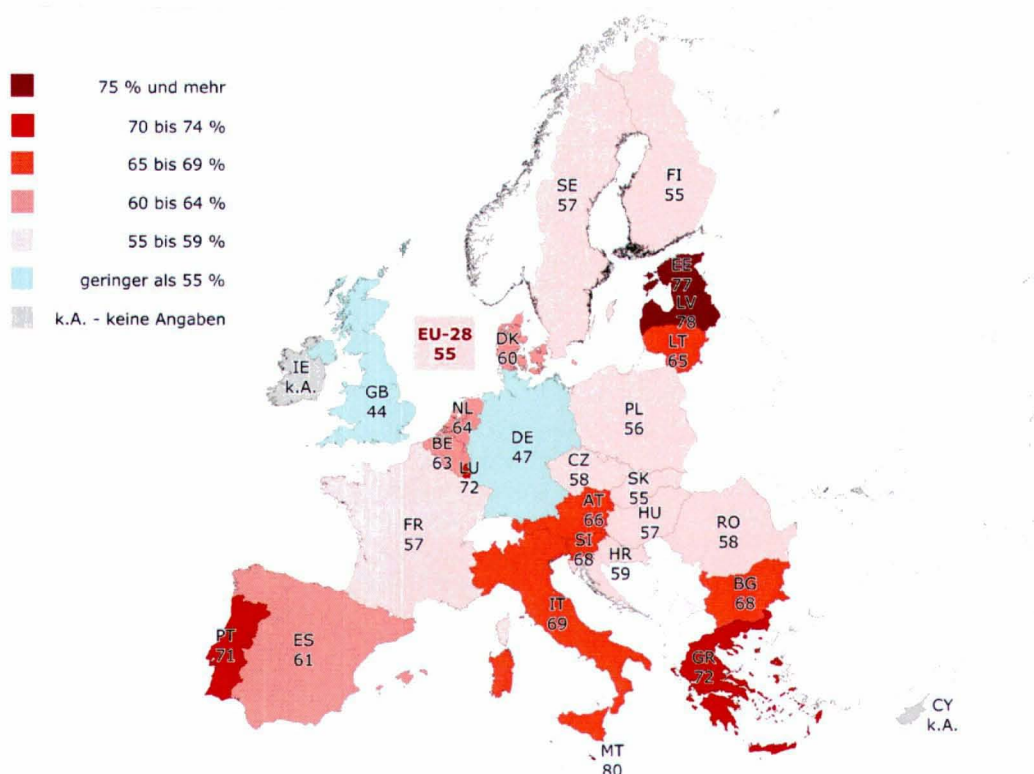 75 % und mehr
70 bis 74 %
65 bis 69 %
60 bis 64 %
55 bis 59 %
geringer als 55 %
k.A. - keine Angaben
SE
57
FI
55
EE
77
LV
78
LT
65
EU-28
55
DK
60
IE
k.A.
GB
44
NL
64
BE
63
LU
72
DE
47
PL
56
CZ
58
SK
55
AT
66
HU
57
SI
68
HR
59
RO
58
FR
57
BG
68
IT
69
PT
71
ES
61
GR
72
CY
k.A.
MT
80